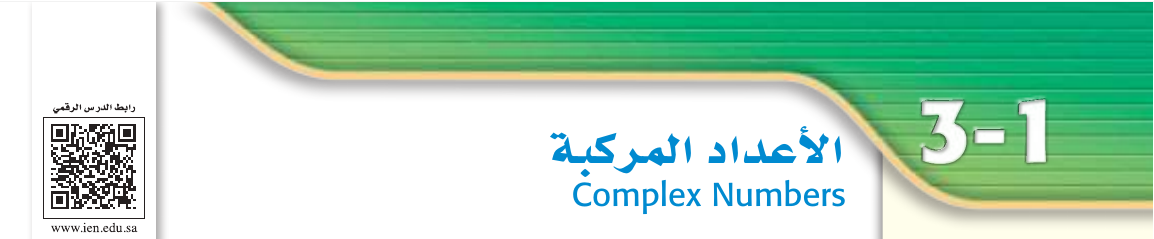 3-1
الأعداد المركبة
Complex Numbers
رابط الدرس الرقمي
www.ien.edu.sa